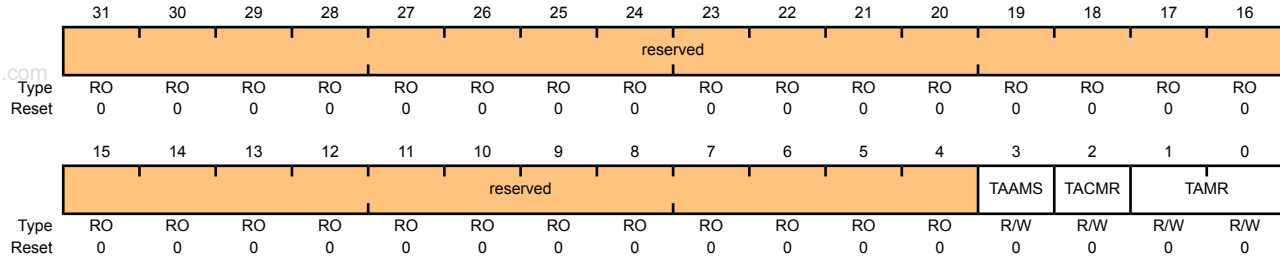 31 30 29 28 27 26 25 24 23 22 21 20 19 18 17 16
reserved
.com
Type RO RO RO RO RO RO RO RO RO RO RO RO RO RO RO RO
Reset 0 0 0 0 0 0 0 0 0 0 0 0 0 0 0 0
15 14 13 12 11 10 9 8 7 6 5 4 3 2 1 0
reserved TAAMS TACMR TAMR
Type RO RO RO RO RO RO RO RO RO RO RO RO R/W R/W R/W R/W
Reset 0 0 0 0 0 0 0 0 0 0 0 0 0 0 0 0